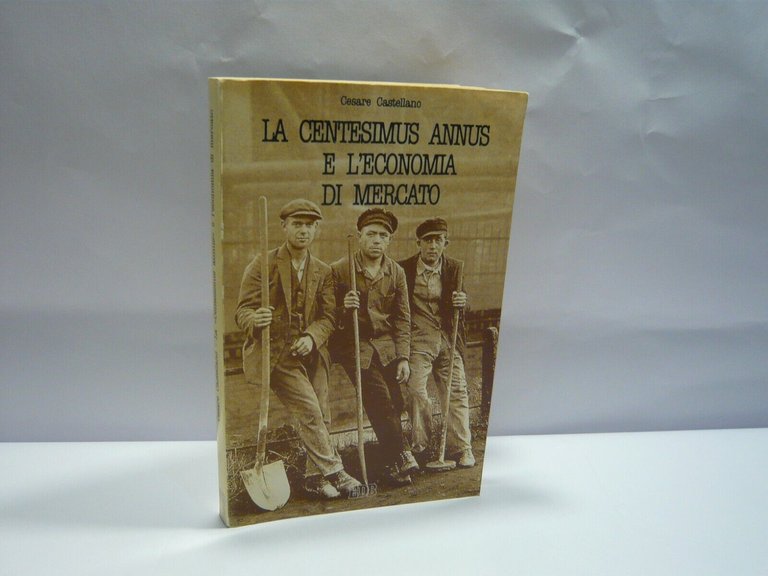 Cesare Castellano
LA CENTESIMUS ANNUS
E L'ECONOMIA
DI MERCATO
EDB